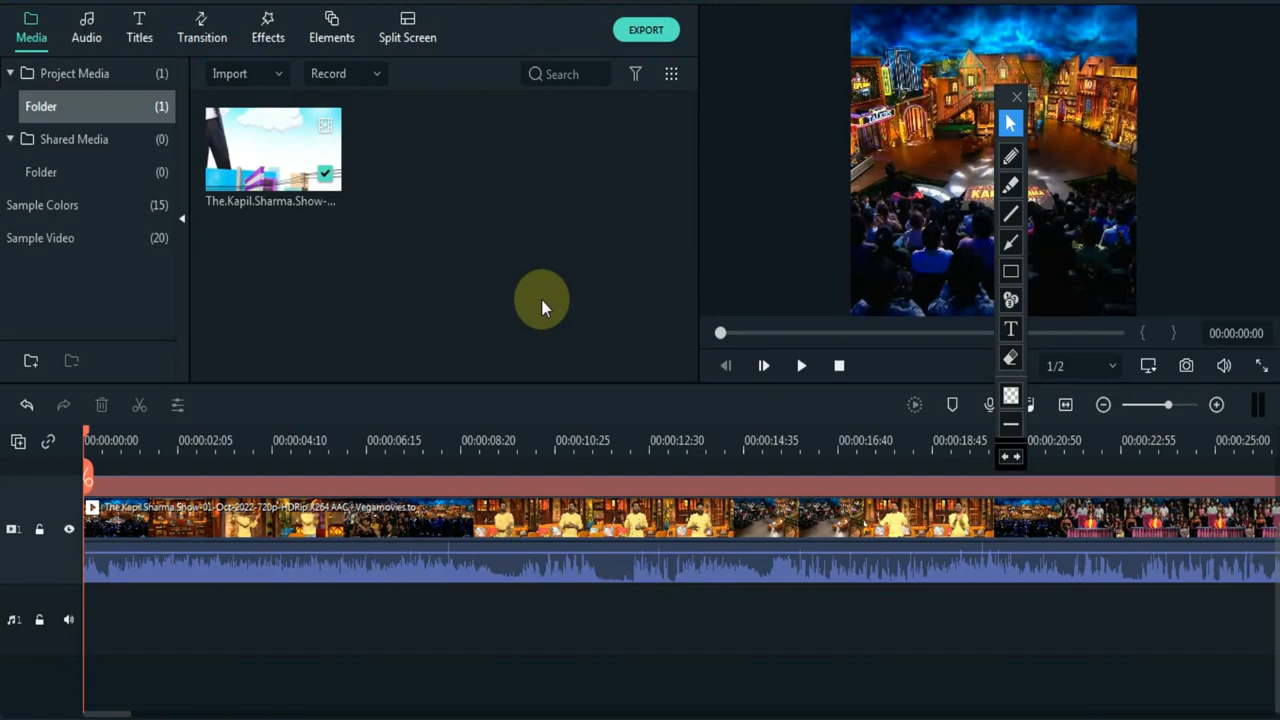 Media
Audio
Titles
Transition
Effects
Elements
Split Screen
EXPORT
Project Media (1)
Folder (1)
Shared Media (0)
Folder (0)
Sample Colors (15)
Sample Video (20)
Import
Record
Search
The.Kapil.Sharma.Show-...
{ }
00:00:00:00
1/2
T
00:00:00:00 00:00:02:05 00:00:04:10 00:00:06:15 00:00:08:20 00:00:10:25 00:00:12:30 00:00:14:35 00:00:16:40 00:00:18:45 00:00:20:50 00:00:22:55 00:00:25:00
The.Kapil.Sharma.Show-01-Oct-2022-720p-HDRip.X264.AAC - Vegamovies.to
1
1